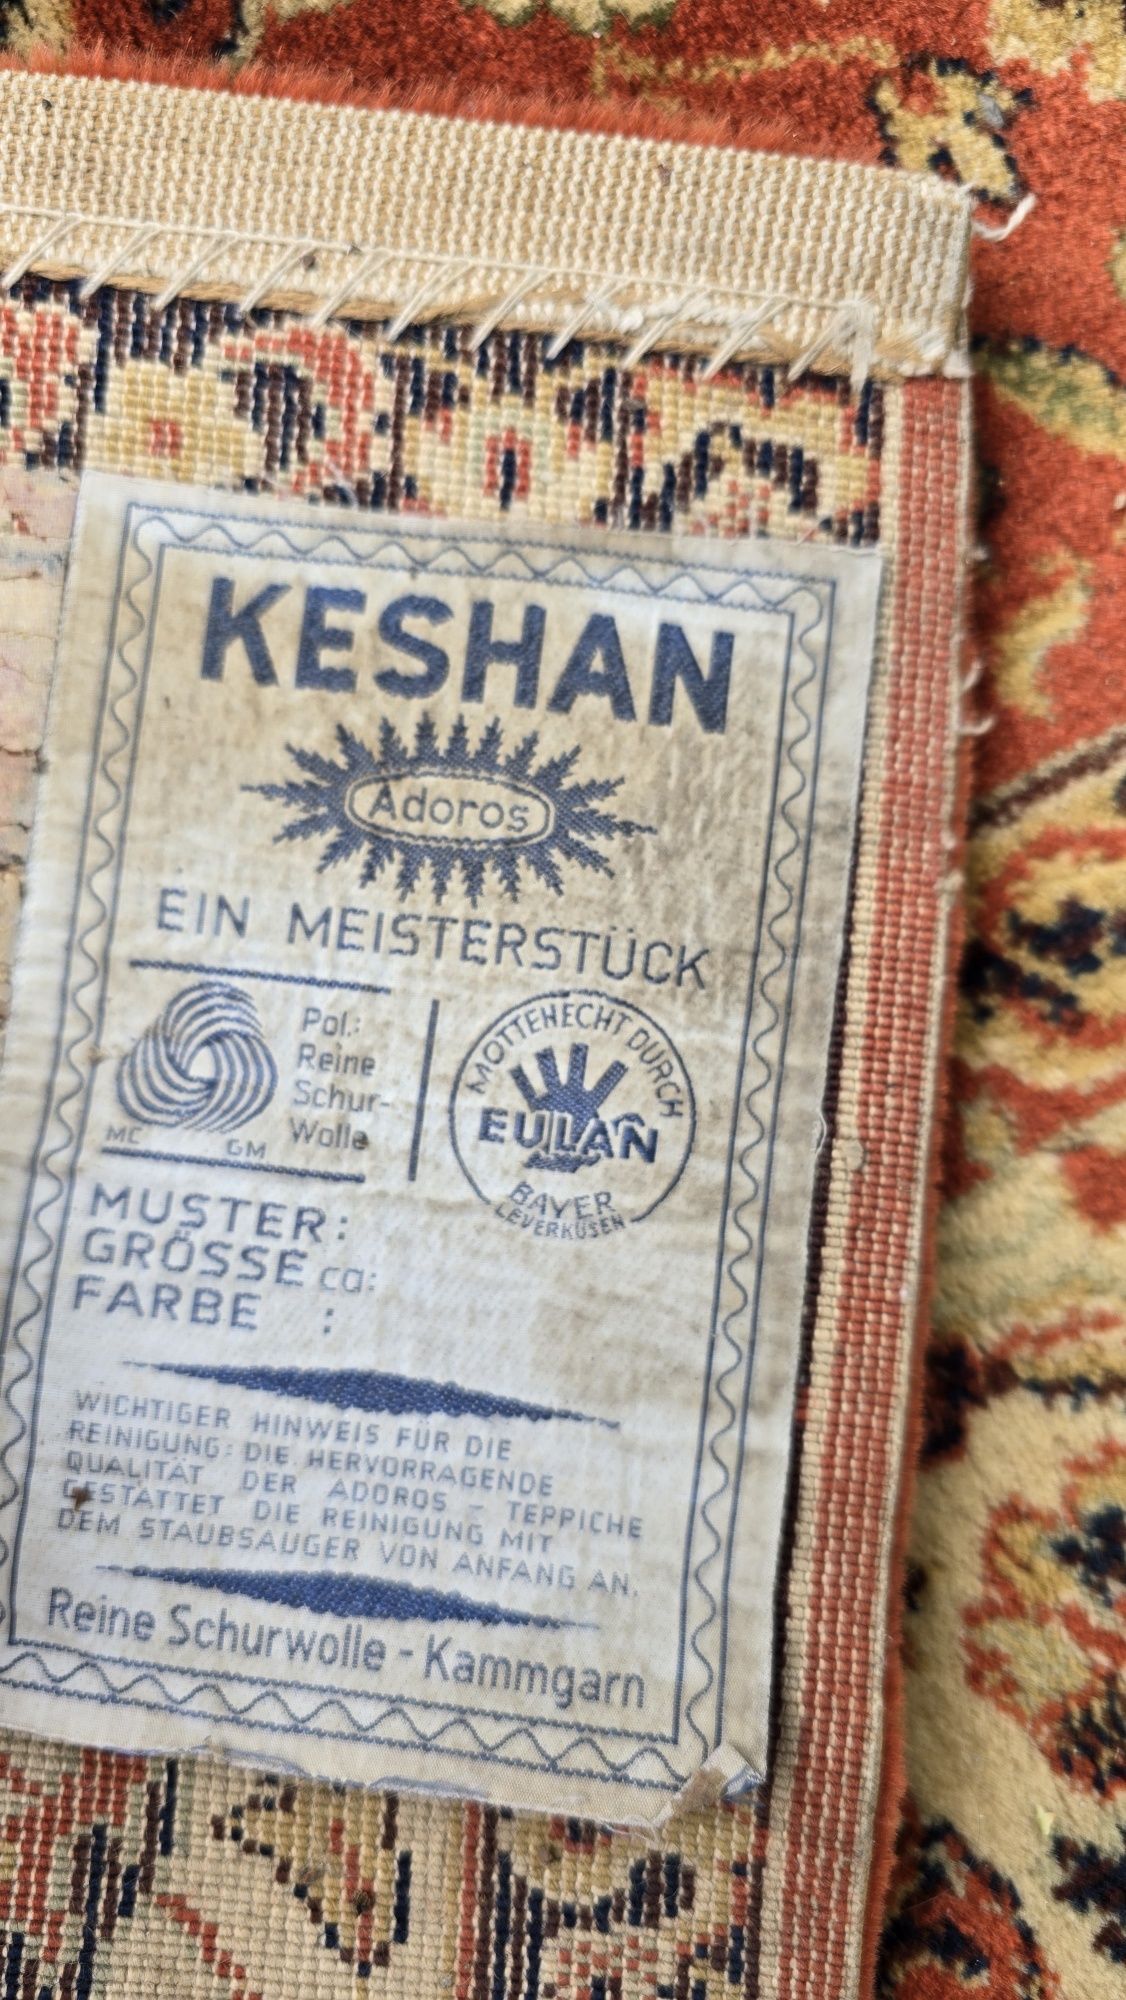 KESHAN
Adoros
EIN MEISTERSTÜCK
Pol.:
Reine
Schur-
Wolle
MC
GM
MOTTENECHT DURCH
EULAN
BAYER
LEVERKUSEN
MUSTER:
GRÖSSE ca:
FARBE :
WICHTIGER HINWEIS FÜR DIE
REINIGUNG: DIE HERVORRAGENDE
QUALITÄT DER ADOROS - TEPPICHE
GESTATTET DIE REINIGUNG MIT
DEM STAUBSAUGER VON ANFANG AN.
Reine Schurwolle - Kammgarn